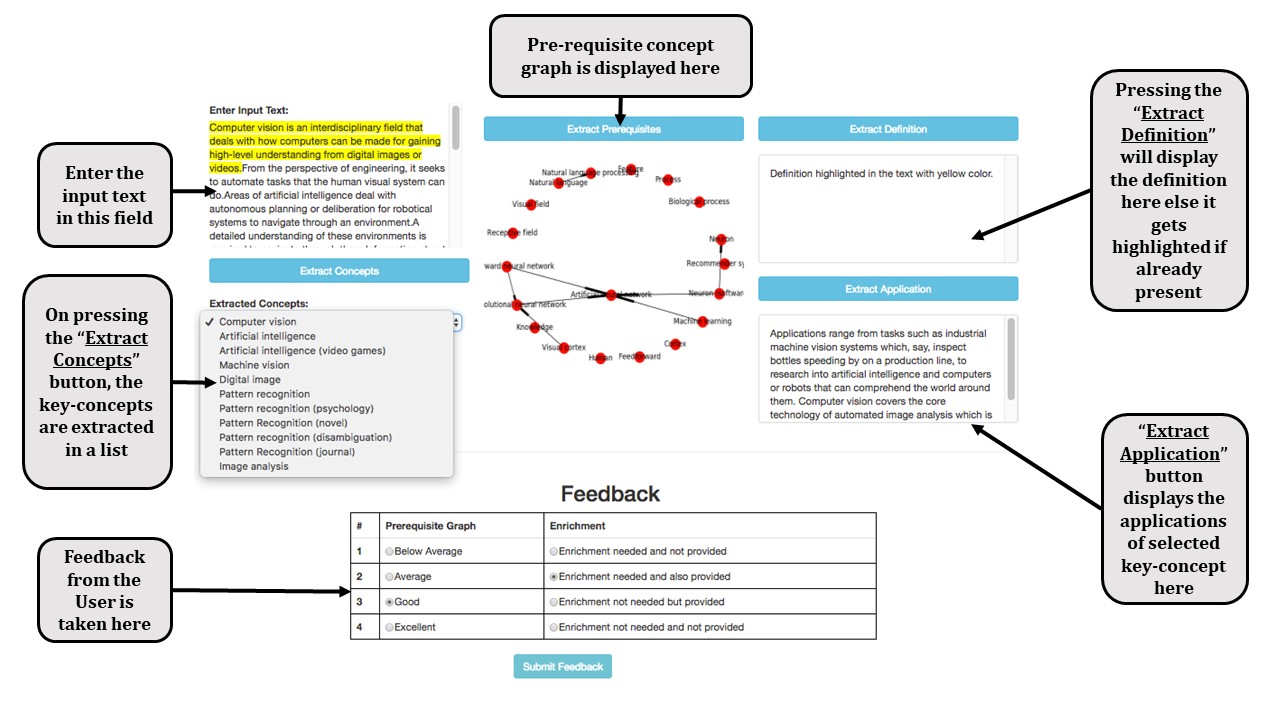 Pre-requisite concept
graph is displayed here
Enter the
input text
in this field
Enter Input Text:
Computer vision is an interdisciplinary field that
deals with how computers can be made for gaining
high-level understanding from digital images or
videos.From the perspective of engineering, it seeks
to automate tasks that the human visual system can
do.Areas of artificial intelligence deal with
autonomous planning or deliberation for robotical
systems to navigate through an environment.A
detailed understanding of these environments is
Extract Concepts
On pressing
the “Extract
Concepts”
button, the
key-concepts
are extracted
in a list
Extracted Concepts:
✓ Computer vision
Artificial intelligence
Artificial intelligence (video games)
Machine vision
Digital image
Pattern recognition
Pattern recognition (psychology)
Pattern Recognition (novel)
Pattern recognition (disambiguation)
Pattern Recognition (journal)
Image analysis
Extract Prerequisites
Natural language processing
Feature
Natural language
Process
Visual field
Biological process
Receptive field
Neuron
ward neural network
Recommender sy
Artificial neural network
Neuron (softwar
olutional neural network
Machine learning
Knowledge
Visual cortex
Cortex
Human
Feedforward
Extract Definition
Definition highlighted in the text with yellow color.
Extract Application
Applications range from tasks such as industrial
machine vision systems which, say, inspect
bottles speeding by on a production line, to
research into artificial intelligence and computers
or robots that can comprehend the world around
them. Computer vision covers the core
technology of automated image analysis which is
Pressing the
“Extract
Definition”
will display
the definition
here else it
gets
highlighted if
already
present
“Extract
Application”
button
displays the
applications
of selected
key-concept
here
Feedback
from the
User is
taken here
Feedback
# Prerequisite Graph Enrichment
1 Below Average Enrichment needed and not provided
2 Average Enrichment needed and also provided
3 Good Enrichment not needed but provided
4 Excellent Enrichment not needed and not provided
Submit Feedback